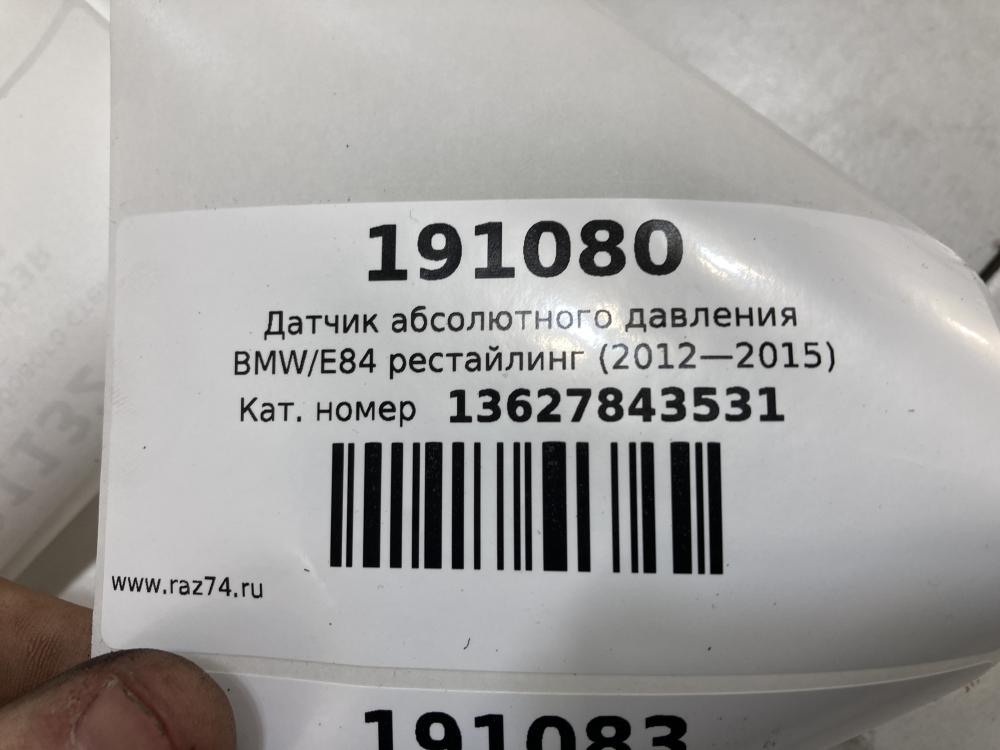 191080
Датчик абсолютного давления
BMW/E84 рестайлинг (2012—2015)
Кат. номер 13627843531
www.raz74.ru
191083